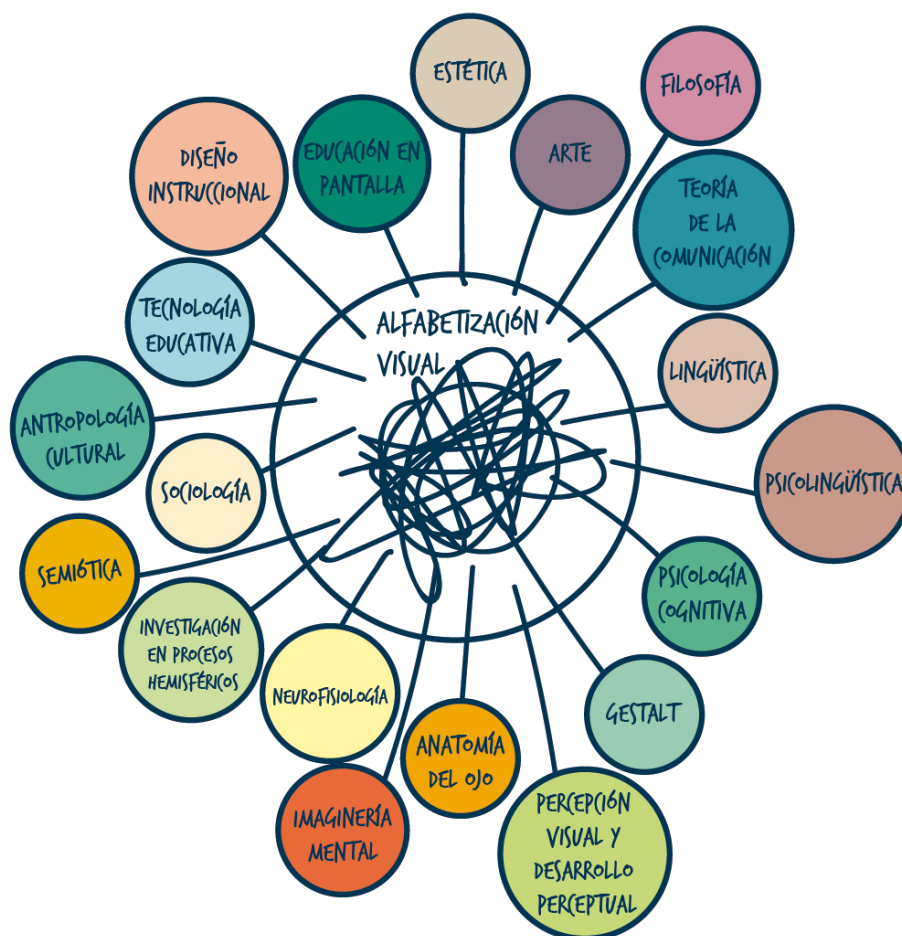 ESTÉTICA
FILOSOFÍA
DISEÑO
INSTRUCCIONAL
EDUCACIÓN EN
PANTALLA
ARTE
TEORÍA
DE LA
COMUNICACIÓN
TECNOLOGÍA
EDUCATIVA
ALFABETIZACIÓN
VISUAL
LINGÜÍSTICA
ANTROPOLOGÍA
CULTURAL
SOCIOLOGÍA
PSICOLINGÜÍSTICA
SEMIÓTICA
PSICOLOGÍA
COGNITIVA
INVESTIGACIÓN
EN PROCESOS
HEMISFÉRICOS
NEUROFISIOLOGÍA
GESTALT
ANATOMÍA
DEL OJO
IMAGINERÍA
MENTAL
PERCEPCIÓN
VISUAL Y
DESARROLLO
PERCEPTUAL